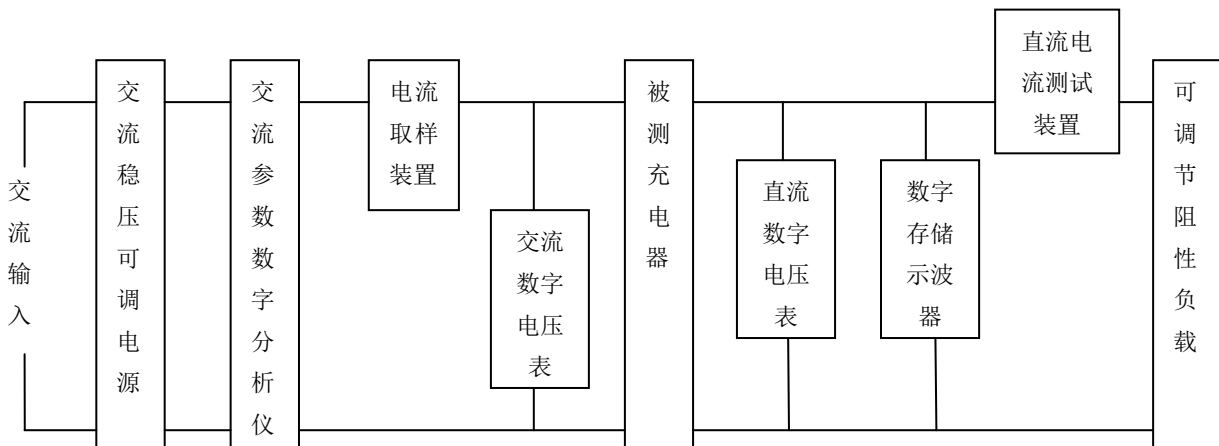 交流输入
交流稳压可调电源
交流参数数字分析仪
电流
取样
装置
交流
数字
电压
表
被测充电器
直流
数字
电压
表
数字
存储
示波
器
直流电
流测试
装置
可调节阻性负载